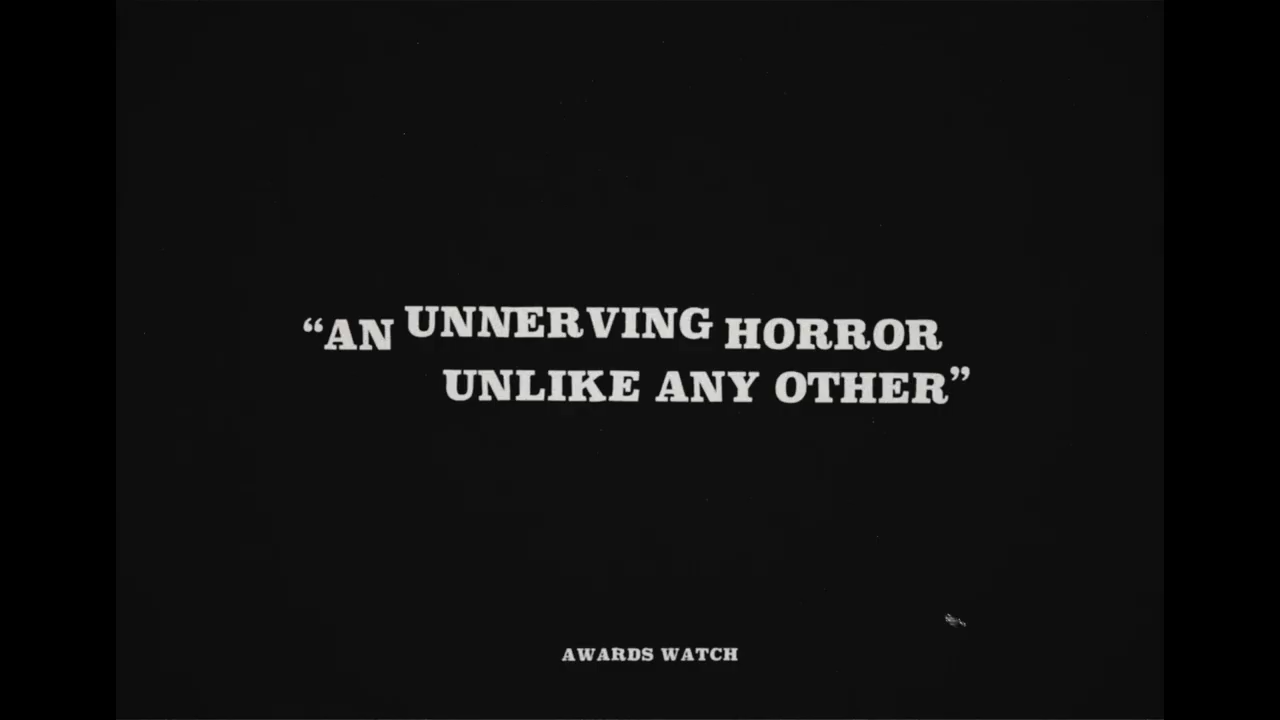 “AN UNNERVING HORROR
UNLIKE ANY OTHER”
AWARDS WATCH